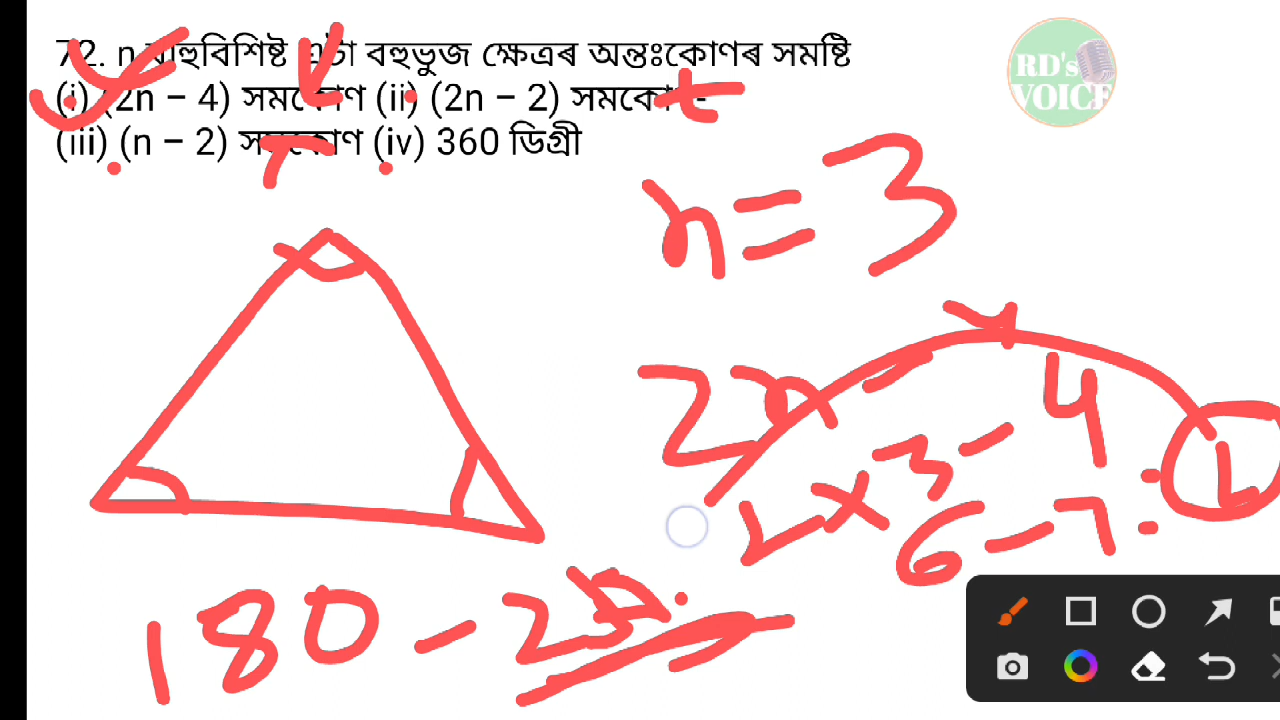 72. n বাহুবিশিষ্ট এটা বহুভুজ ক্ষেত্ৰৰ অন্তঃকোণৰ সমষ্টি
(i) (2n – 4) সমকোণ (ii) (2n – 2) সমকোণ
(iii) (n – 2) সমকোণ (iv) 360 ডিগ্ৰী
RD's
VOICE
n = 3
2n - 4
2 × 3 - 4
6 - 4 = 2
180 -